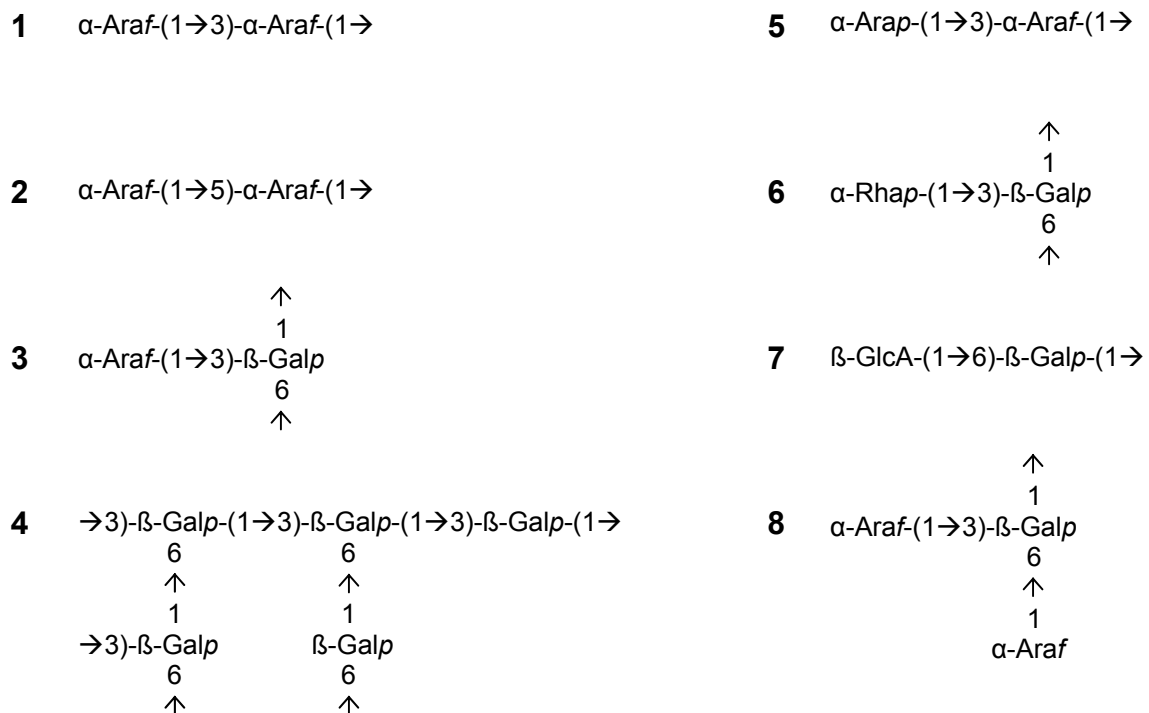 1 α-Araf-(1→3)-α-Araf-(1→
5 α-Arap-(1→3)-α-Araf-(1→
2 α-Araf-(1→5)-α-Araf-(1→
↑
1
6 α-Rhap-(1→3)-ß-Galp
6
↑
↑
1
3 α-Araf-(1→3)-ß-Galp
6
↑
7 ß-GlcA-(1→6)-ß-Galp-(1→
4 →3)-ß-Galp-(1→3)-ß-Galp-(1→3)-ß-Galp-(1→
6 6
↑ ↑
1 1
→3)-ß-Galp ß-Galp
6 6
↑ ↑
↑
1
8 α-Araf-(1→3)-ß-Galp
6
↑
1
α-Araf